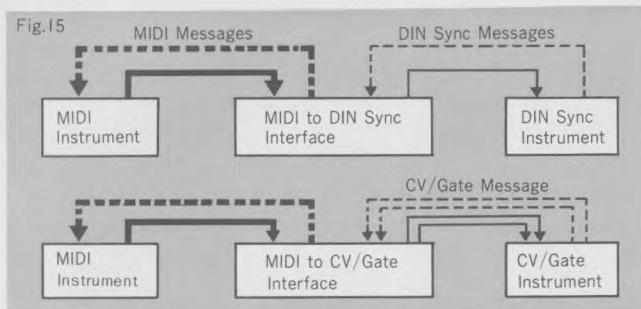 Fig.15
MIDI Messages
DIN Sync Messages
MIDI
Instrument
MIDI to DIN Sync
Interface
DIN Sync
Instrument
CV/Gate Message
MIDI
Instrument
MIDI to CV/Gate
Interface
CV/Gate
Instrument